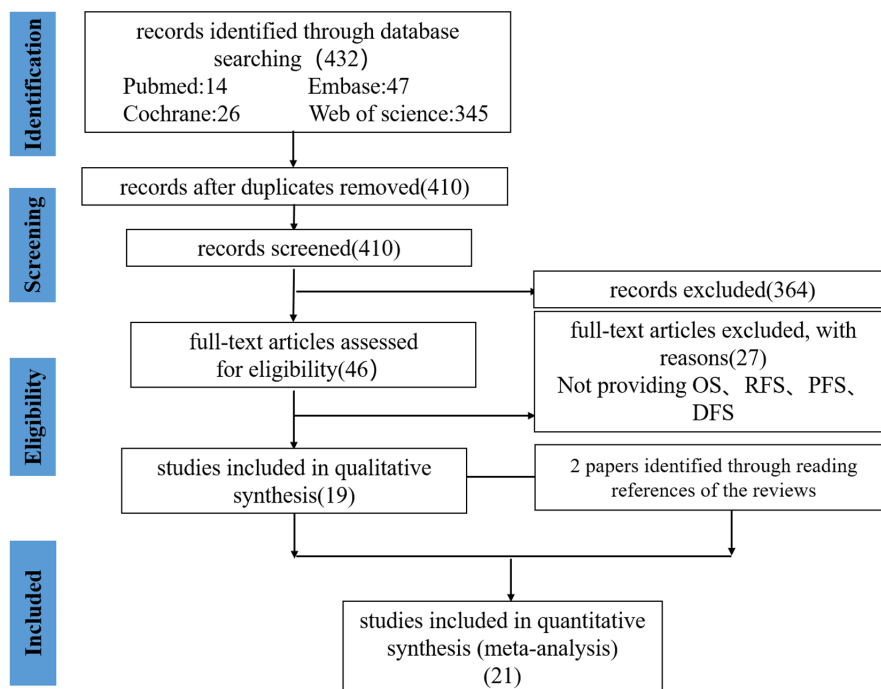 Identification
records identified through database
searching（432）
Pubmed:14 Embase:47
Cochrane:26 Web of science:345
records after duplicates removed(410)
Screening
records screened(410)
records excluded(364)
full-text articles assessed
for eligibility(46）
full-text articles excluded, with
reasons(27)
Not providing OS、RFS、PFS、
DFS
Eligibility
studies included in qualitative
synthesis(19)
2 papers identified through reading
references of the reviews
Included
studies included in quantitative
synthesis (meta-analysis)
(21)